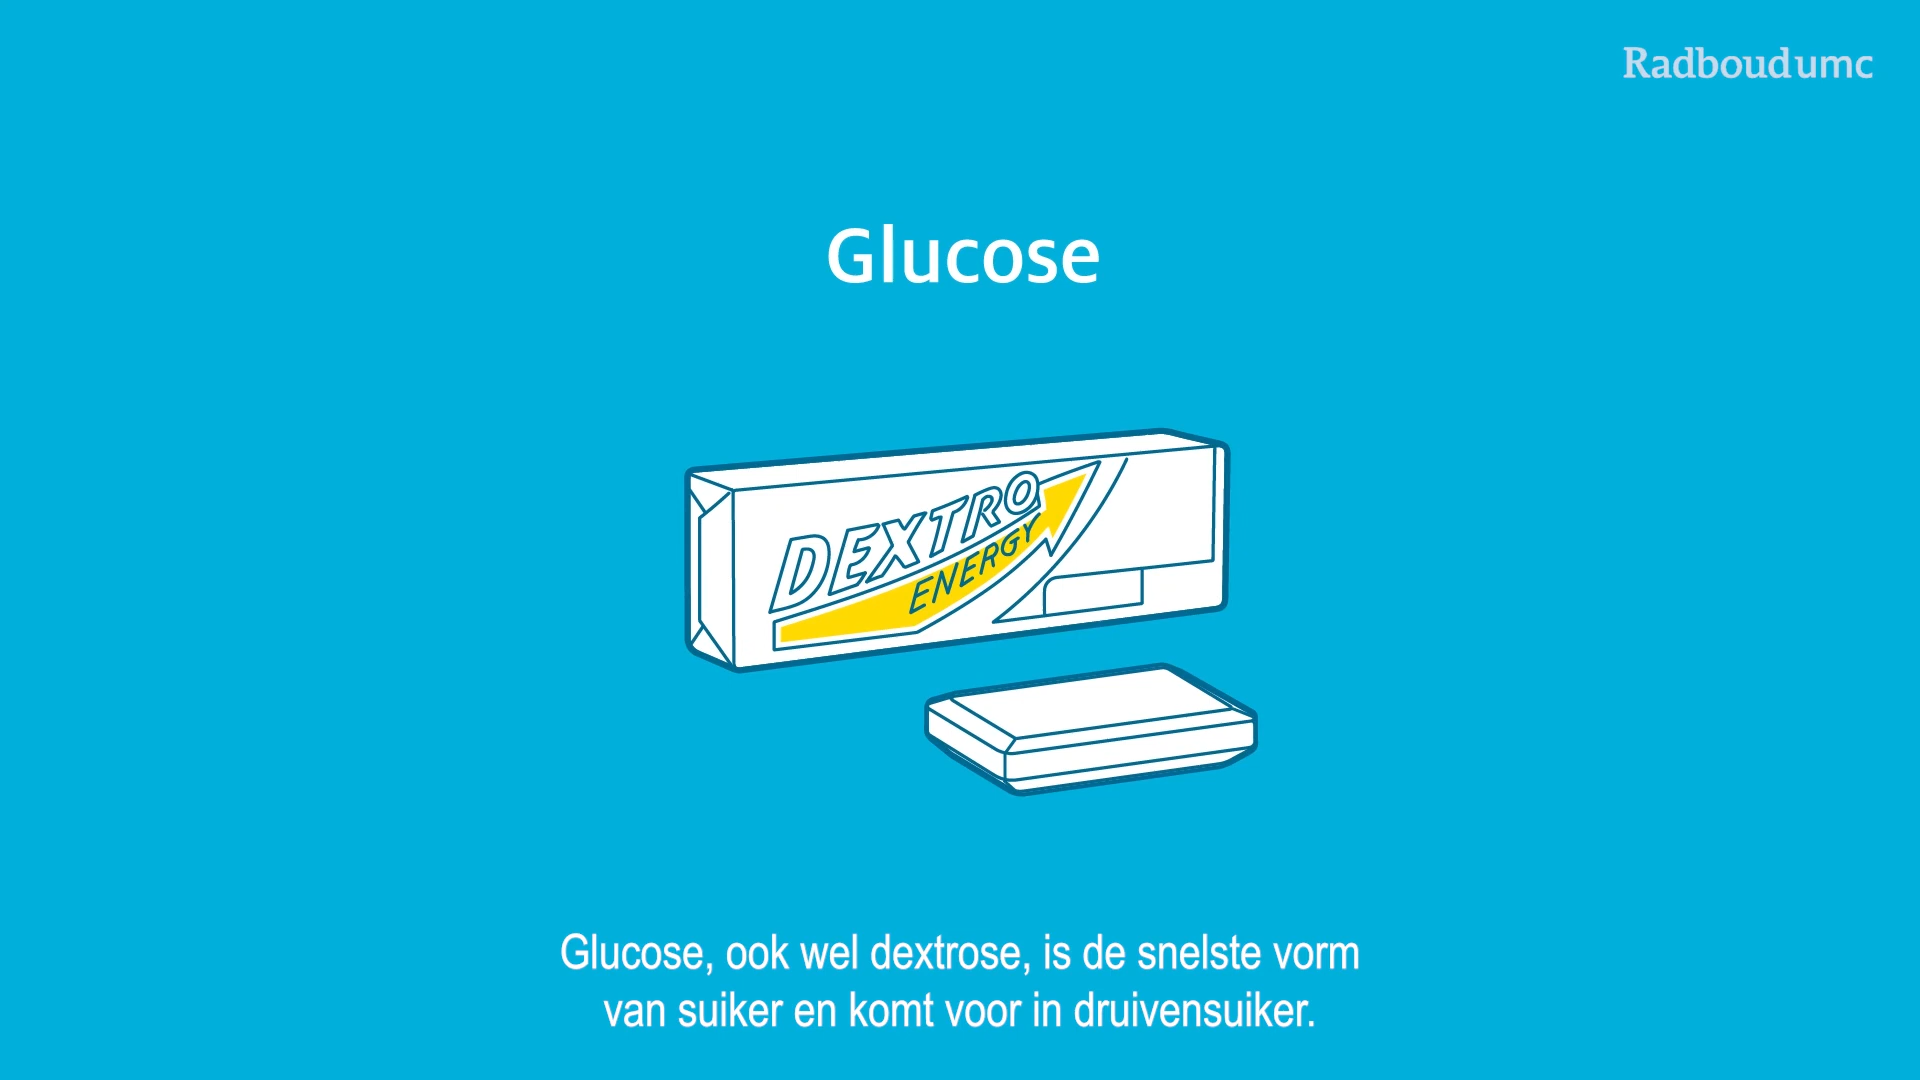 Radboudumc
Glucose
DEXTRO
ENERGY
Glucose, ook wel dextrose, is de snelste vorm
van suiker en komt voor in druivensuiker.